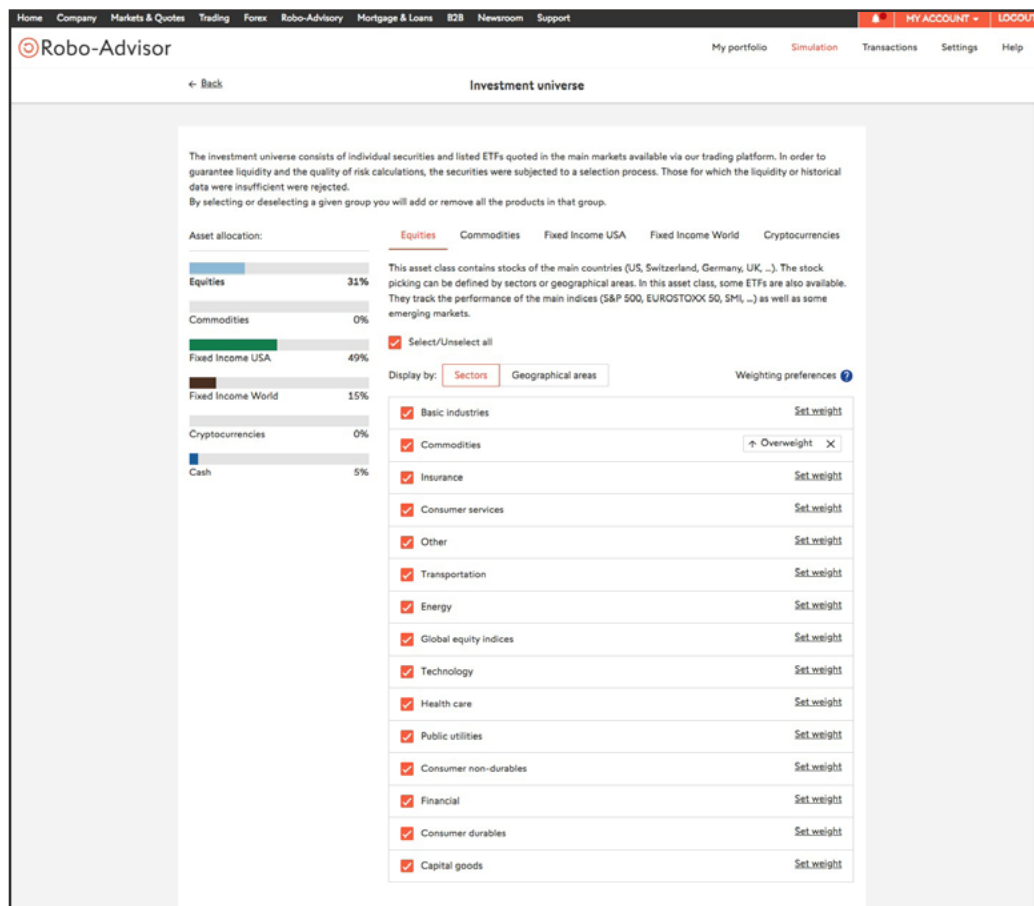 Home Company Markets & Quotes Trading Forex Robo-Advisory Mortgage & Loans B2B Newsroom Support MY ACCOUNT LOGOUT
Robo-Advisor
My portfolio Simulation Transactions Settings Help
← Back
Investment universe
The investment universe consists of individual securities and listed ETFs quoted in the main markets available via our trading platform. In order to
guarantee liquidity and the quality of risk calculations, the securities were subjected to a selection process. Those for which the liquidity or historical
data were insufficient were rejected.
By selecting or deselecting a given group you will add or remove all the products in that group.
Asset allocation:
Equities 31%
Commodities 0%
Fixed Income USA 49%
Fixed Income World 15%
Cryptocurrencies 0%
Cash 5%
Equities Commodities Fixed Income USA Fixed Income World Cryptocurrencies
This asset class contains stocks of the main countries (US, Switzerland, Germany, UK, ...). The stock
picking can be defined by sectors or geographical areas. In this asset class, some ETFs are also available.
They track the performance of the main indices (S&P 500, EUROSTOXX 50, SMI, ...) as well as some
emerging markets.
Select/Unselect all
Display by: Sectors Geographical areas Weighting preferences ?
Basic industries Set weight
Commodities ↑ Overweight X
Insurance Set weight
Consumer services Set weight
Other Set weight
Transportation Set weight
Energy Set weight
Global equity indices Set weight
Technology Set weight
Health care Set weight
Public utilities Set weight
Consumer non-durables Set weight
Financial Set weight
Consumer durables Set weight
Capital goods Set weight